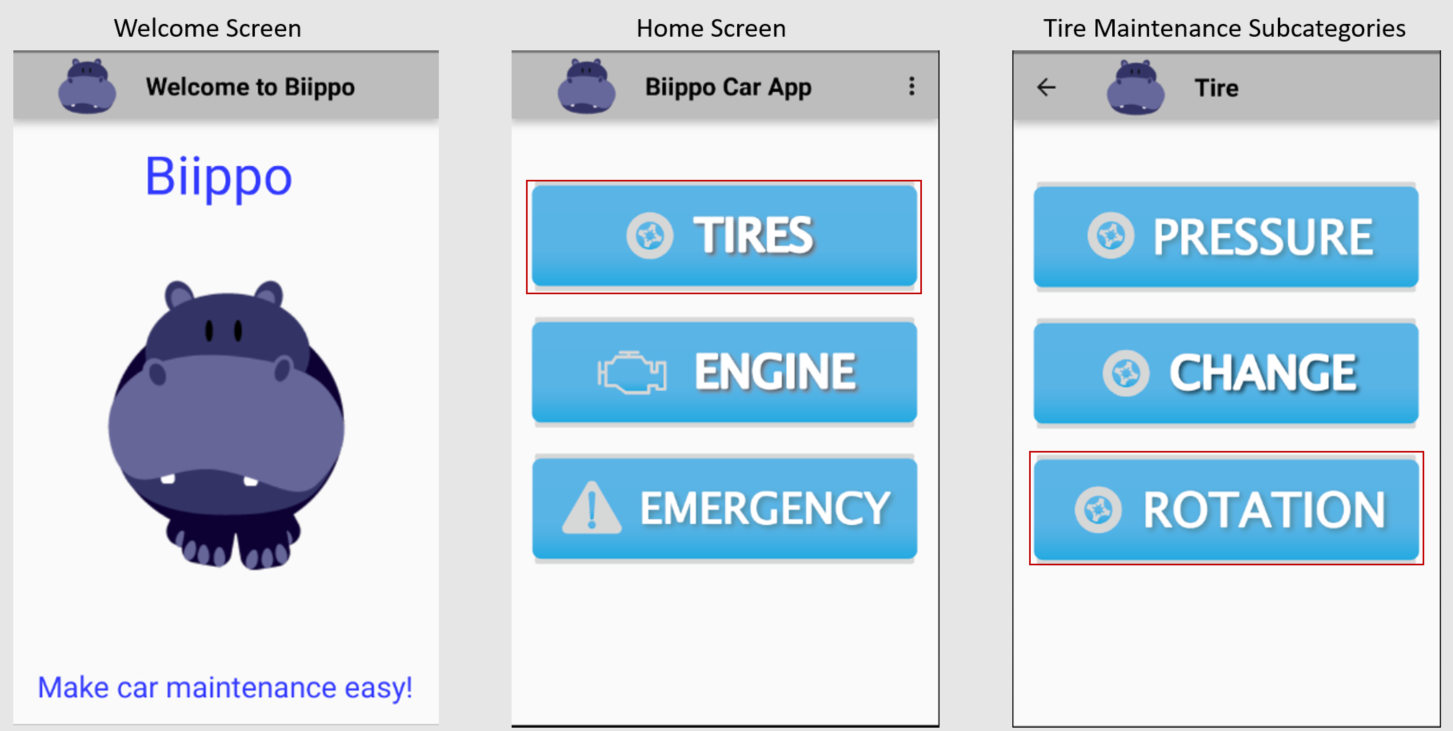 Welcome Screen
Welcome to Biippo
Biippo
Make car maintenance easy!
Home Screen
Biippo Car App
TIRES
ENGINE
EMERGENCY
Tire Maintenance Subcategories
Tire
PRESSURE
CHANGE
ROTATION